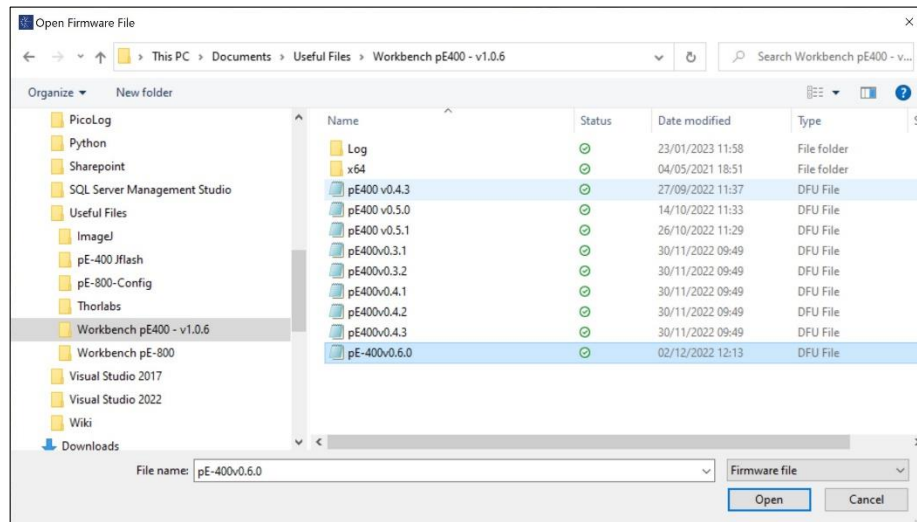 Open Firmware File
This PC > Documents > Useful Files > Workbench pE400 - v1.0.6
Search Workbench pE400 - v...
Organize
New folder
PicoLog
Python
Sharepoint
SQL Server Management Studio
Useful Files
ImageJ
pE-400 Jflash
pE-800-Config
Thorlabs
Workbench pE400 - v1.0.6
Workbench pE-800
Visual Studio 2017
Visual Studio 2022
Wiki
Downloads
Name Status Date modified Type S
Log 23/01/2023 11:58 File folder
x64 04/05/2021 18:51 File folder
pE400 v0.4.3 27/09/2022 11:37 DFU File
pE400 v0.5.0 14/10/2022 11:33 DFU File
pE400 v0.5.1 26/10/2022 11:29 DFU File
pE400v0.3.1 30/11/2022 09:49 DFU File
pE400v0.3.2 30/11/2022 09:49 DFU File
pE400v0.4.1 30/11/2022 09:49 DFU File
pE400v0.4.2 30/11/2022 09:49 DFU File
pE400v0.4.3 30/11/2022 09:49 DFU File
pE-400v0.6.0 02/12/2022 12:13 DFU File
File name: pE-400v0.6.0
Firmware file
Open Cancel